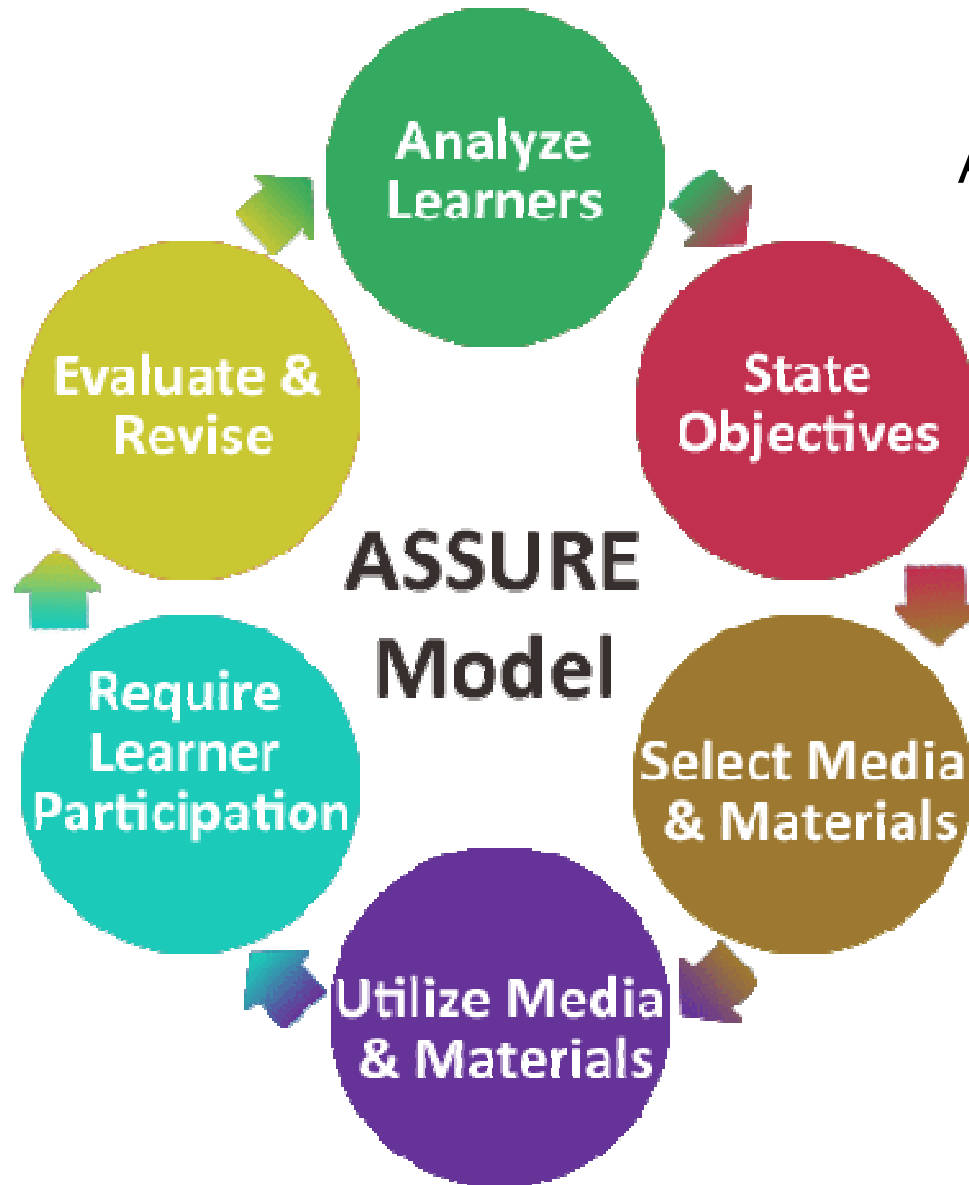 Analyze
Learners
A
State
Objectives
Select Media
& Materials
Utilize Media
& Materials
Require
Learner
Participation
Evaluate &
Revise
ASSURE
Model